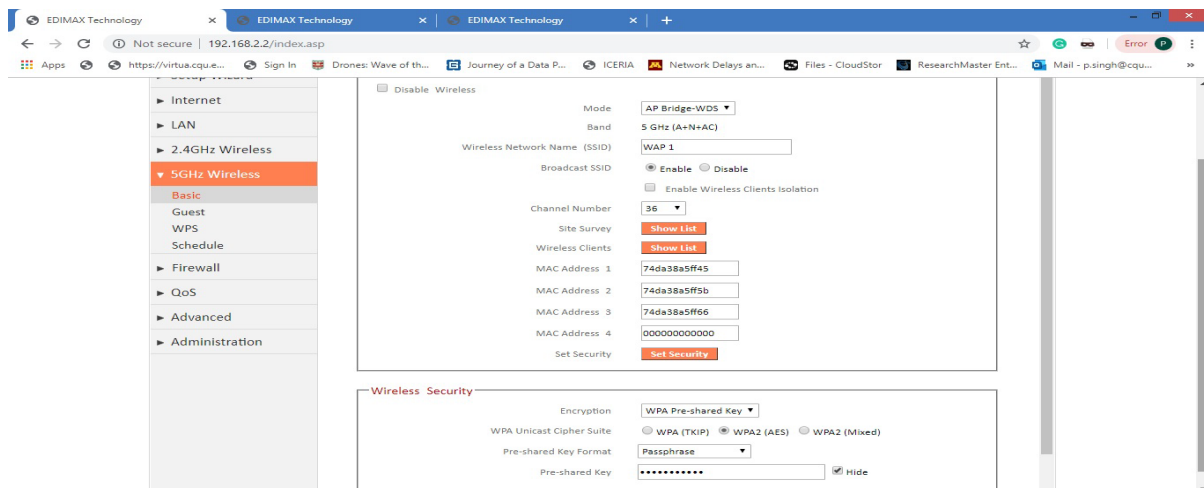 EDIMAX Technology × EDIMAX Technology × EDIMAX Technology × +
Not secure | 192.168.2.2/index.asp Error P
Apps https://virtua.cqu.e... Sign In Drones: Wave of th... Journey of a Data P... ICERIA Network Delays an... Files - CloudStor ResearchMaster Ent... Mail - p.singh@cqu... »
Setup Wizard
► Internet
► LAN
► 2.4GHz Wireless
▼ 5GHz Wireless
Basic
Guest
WPS
Schedule
► Firewall
► QoS
► Advanced
► Administration
Disable Wireless
Mode AP Bridge-WDS ▼
Band 5 GHz (A+N+AC)
Wireless Network Name (SSID) WAP 1
Broadcast SSID Enable Disable
Enable Wireless Clients Isolation
Channel Number 36 ▼
Site Survey Show List
Wireless Clients Show List
MAC Address 1 74da38a5ff45
MAC Address 2 74da38a5ff5b
MAC Address 3 74da38a5ff66
MAC Address 4 000000000000
Set Security Set Security
Wireless Security
Encryption WPA Pre-shared Key ▼
WPA Unicast Cipher Suite WPA (TKIP) WPA2 (AES) WPA2 (Mixed)
Pre-shared Key Format Passphrase ▼
Pre-shared Key ••••••••••• Hide